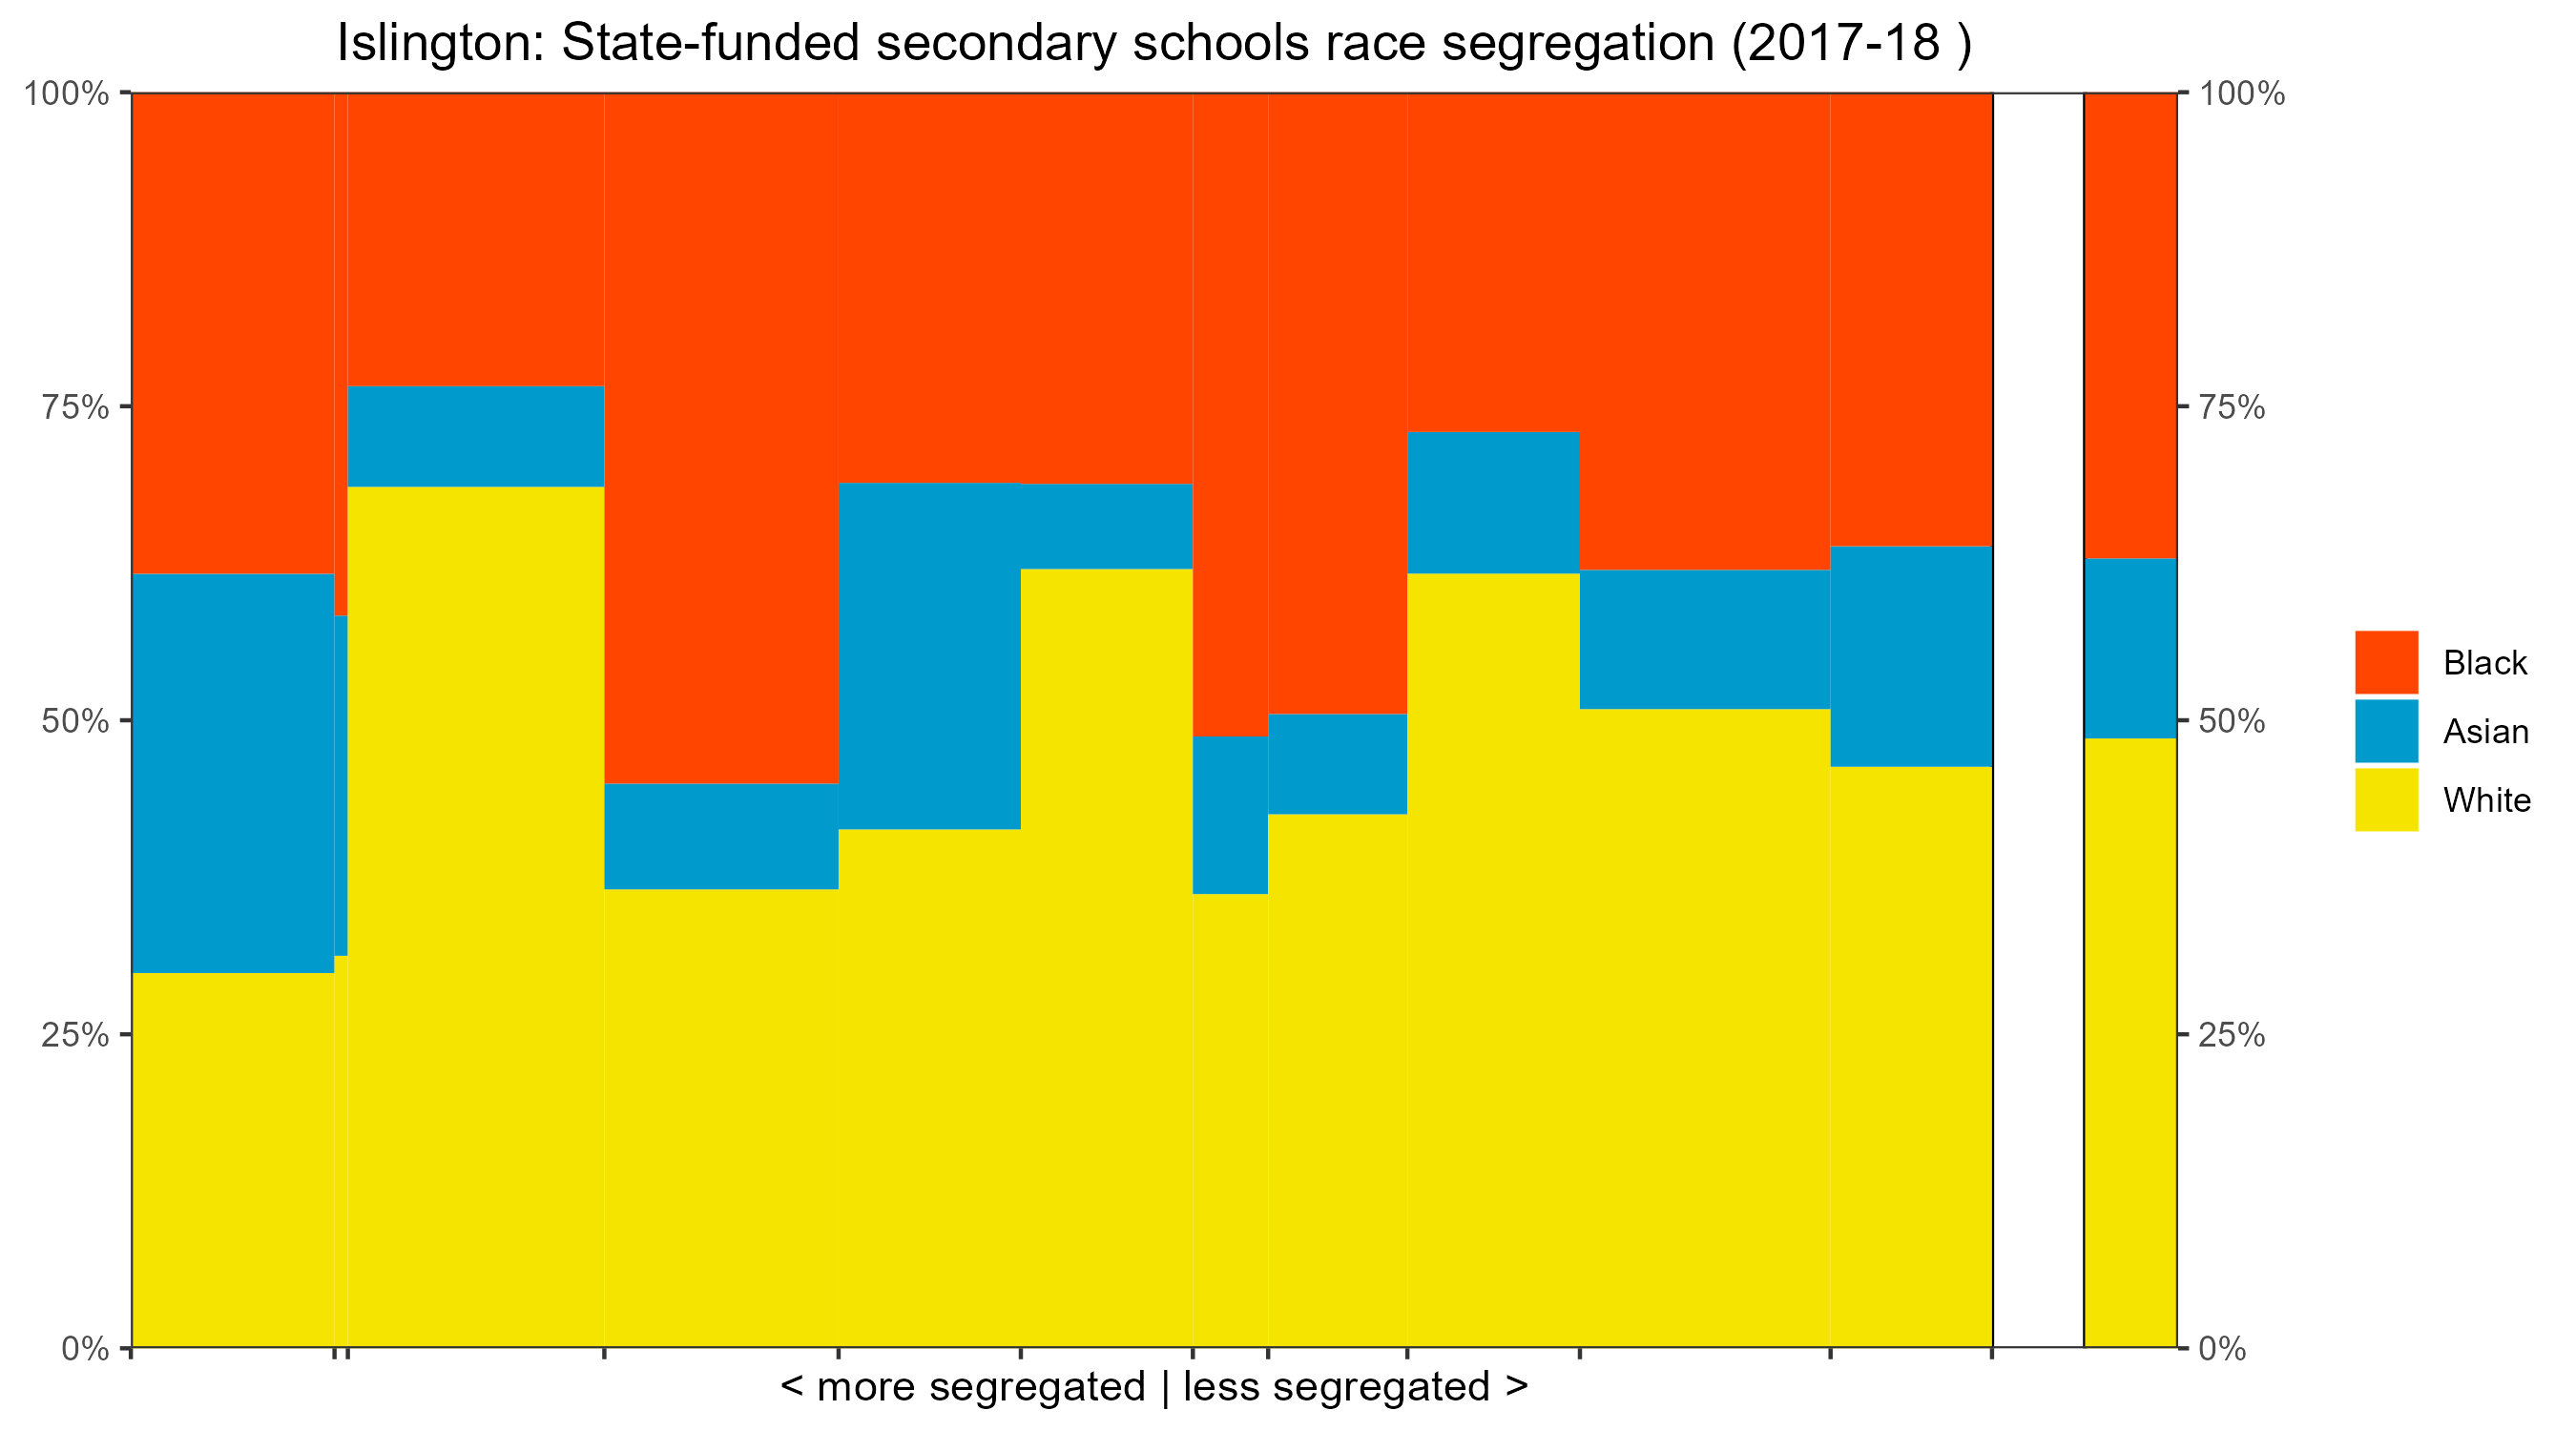 Islington: State-funded secondary schools race segregation (2017-18 )
100%
75%
50%
25%
0%
100%
75%
50%
25%
0%
Black
Asian
White
< more segregated | less segregated >